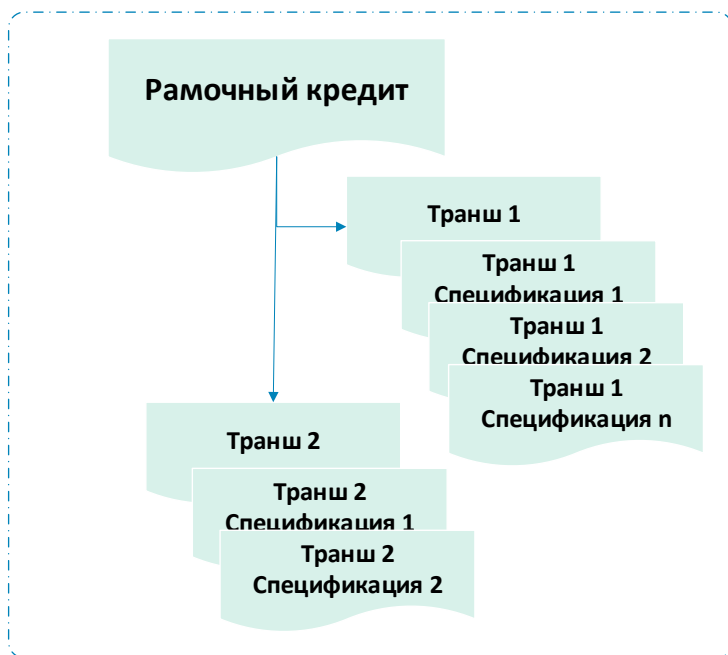 Рамочный кредит
Транш 1
Транш 1
Спецификация 1
Транш 1
Спецификация 2
Транш 1
Спецификация n
Транш 2
Транш 2
Спецификация 1
Транш 2
Спецификация 2